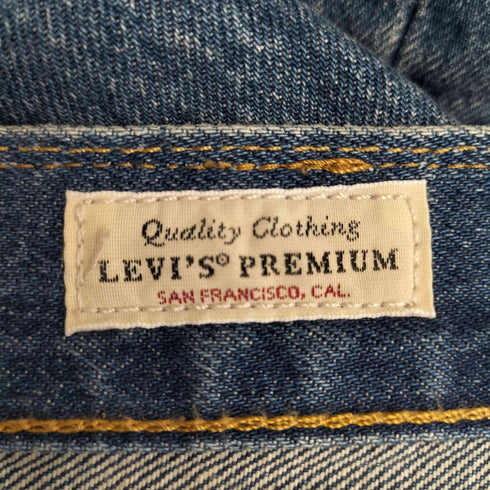 Quality Clothing
LEVI'S® PREMIUM
SAN FRANCISCO, CAL.